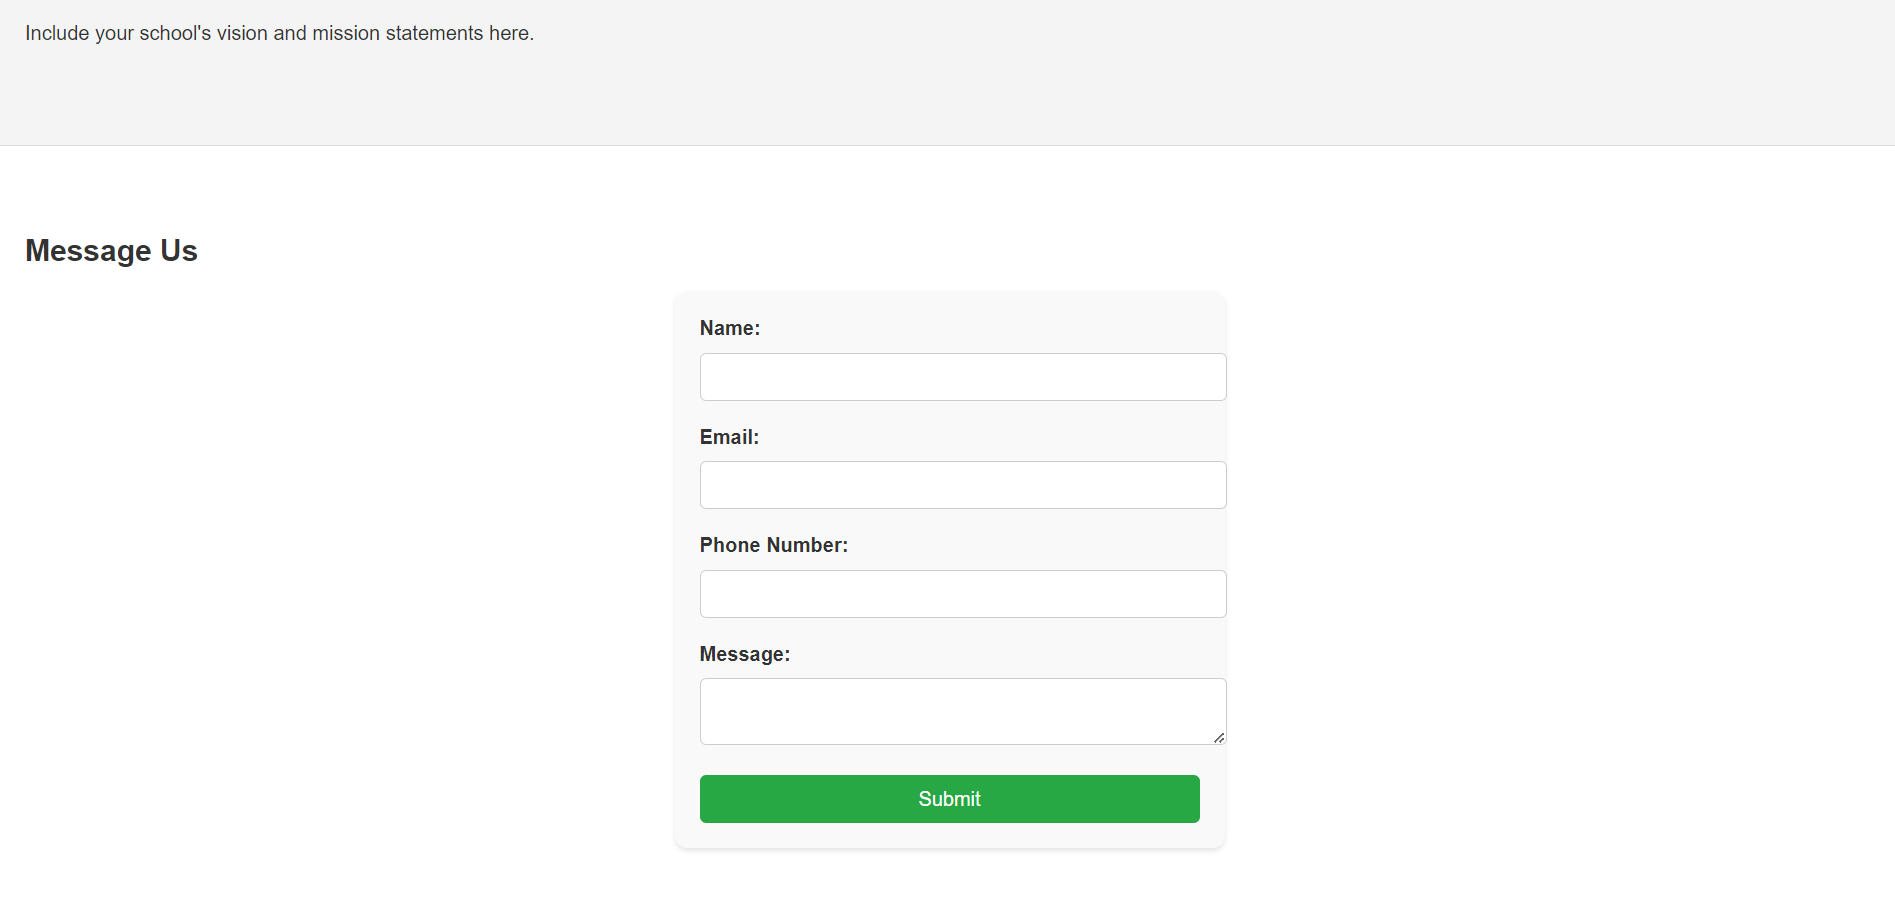 Include your school's vision and mission statements here.
Message Us
Name:
Email:
Phone Number:
Message:
Submit